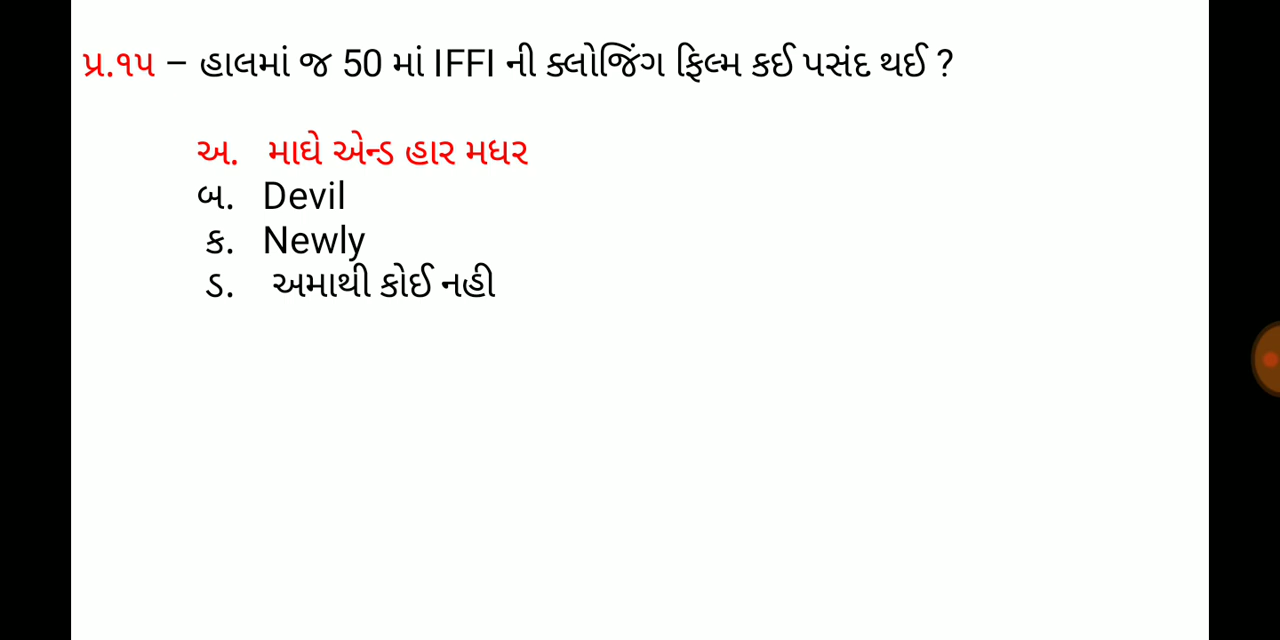 પ્ર.૧૫ – હાલમાં જ 50 માં IFFI ની ક્લોજિંગ ફિલ્મ કઈ પસંદ થઈ ?
અ. માઘે એન્ડ હાર મધર
બ. Devil
ક. Newly
ડ. અમાથી કોઈ નહી